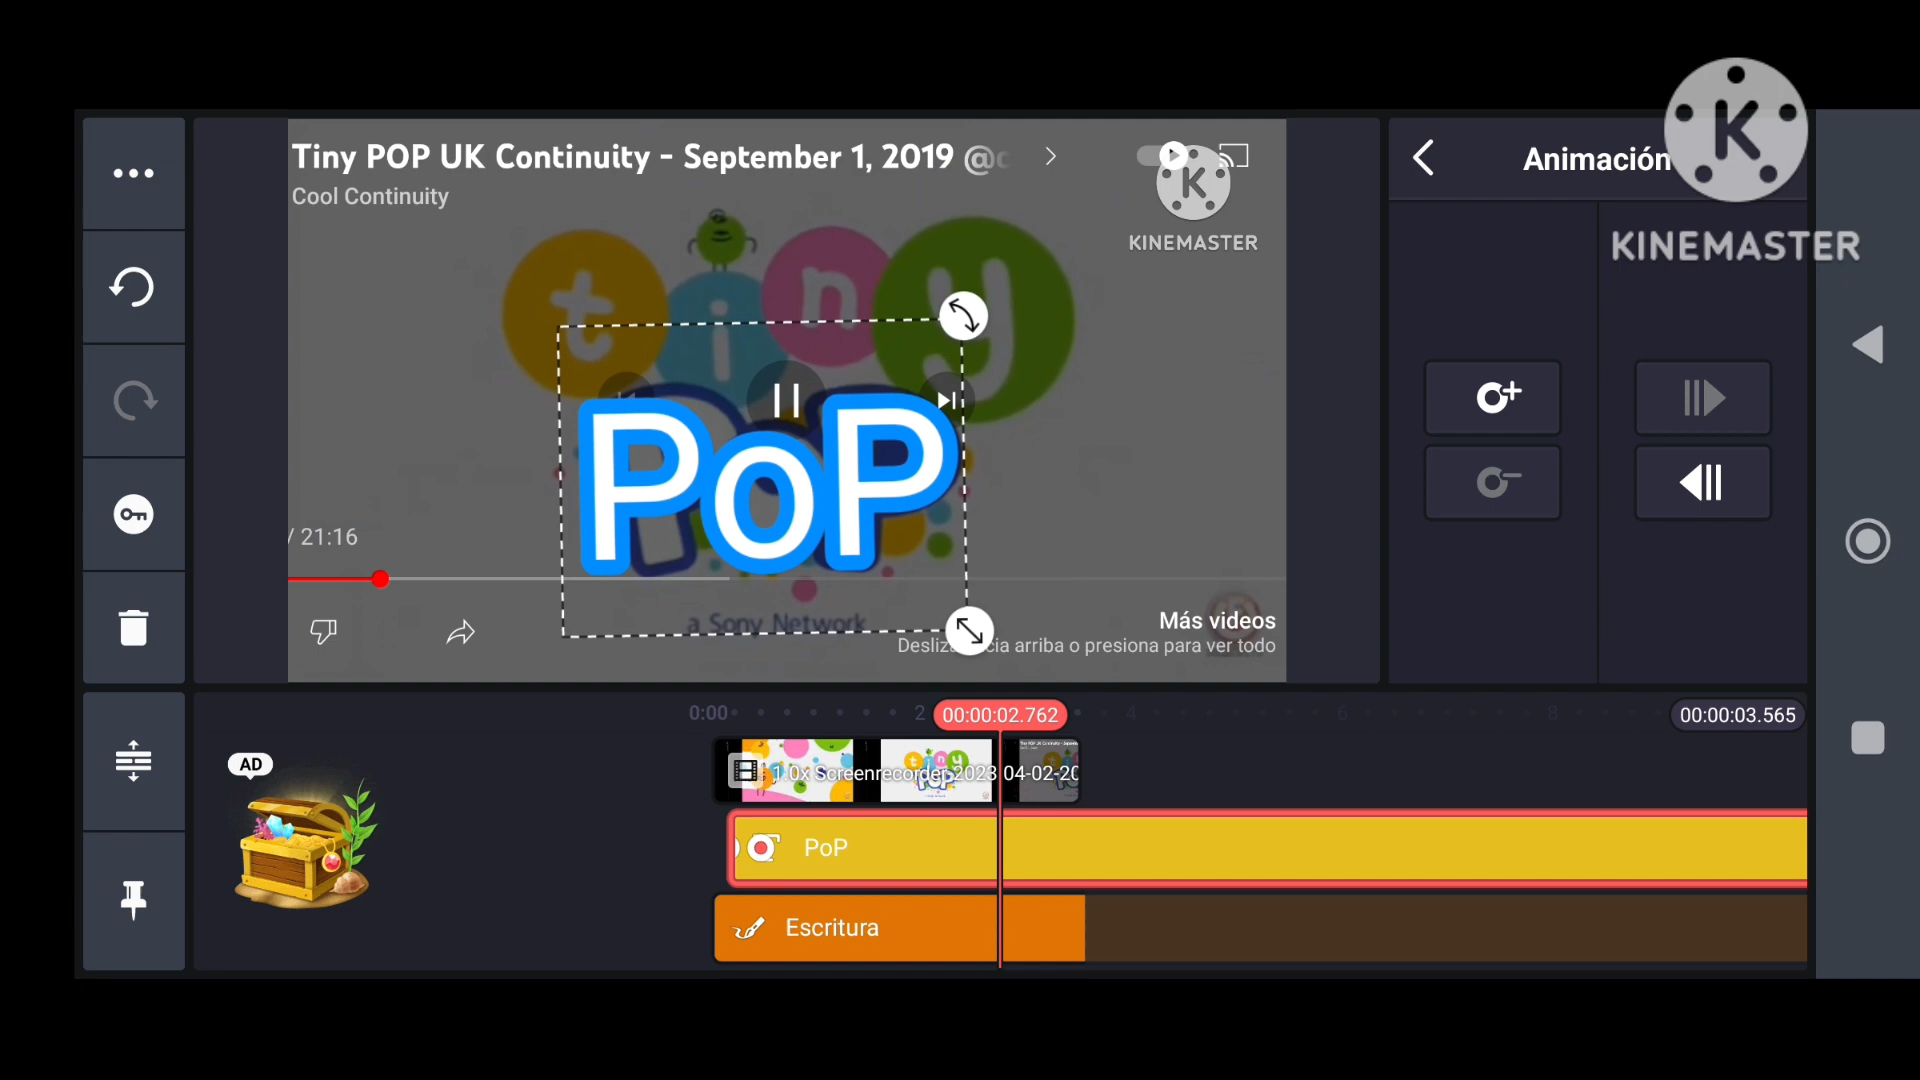 Tiny POP UK Continuity - September 1, 2019
Cool Continuity
KINEMASTER
Animación
KINEMASTER
tiny
PoP
/ 21:16
a Sony Network
Más videos
Desliza hacia arriba o presiona para ver todo
0:00
2
00:00:02.762
4
6
8
00:00:03.565
AD
1.0x Screenrecorder-2023 04-02-20
PoP
Escritura